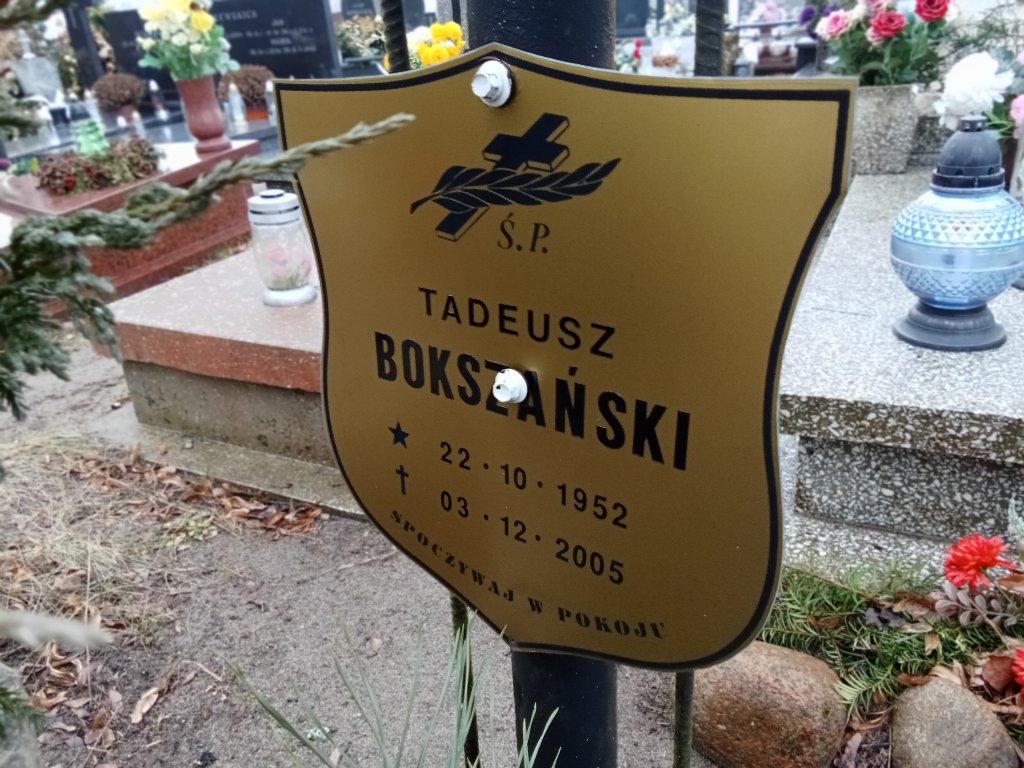 Ś.P.
TADEUSZ
BOKSZAŃSKI
22·10·1952
03·12·2005
SPOCZYWAJ W POKOJU